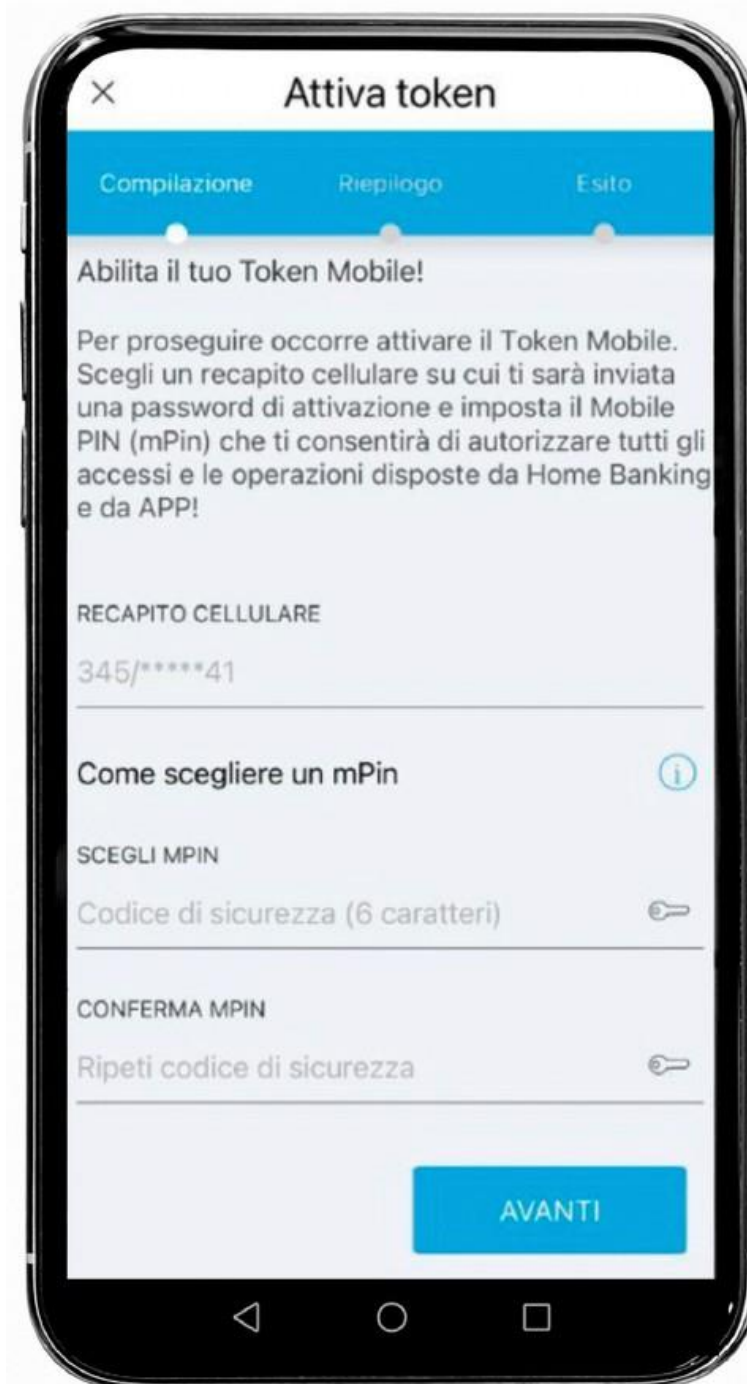 Attiva token
Compilazione Riepilogo Esito
Abilita il tuo Token Mobile!
Per proseguire occorre attivare il Token Mobile.
Scegli un recapito cellulare su cui ti sarà inviata
una password di attivazione e imposta il Mobile
PIN (mPin) che ti consentirà di autorizzare tutti gli
accessi e le operazioni disposte da Home Banking
e da APP!
RECAPITO CELLULARE
345/*****41
Come scegliere un mPin
SCEGLI MPIN
Codice di sicurezza (6 caratteri)
CONFERMA MPIN
Ripeti codice di sicurezza
AVANTI